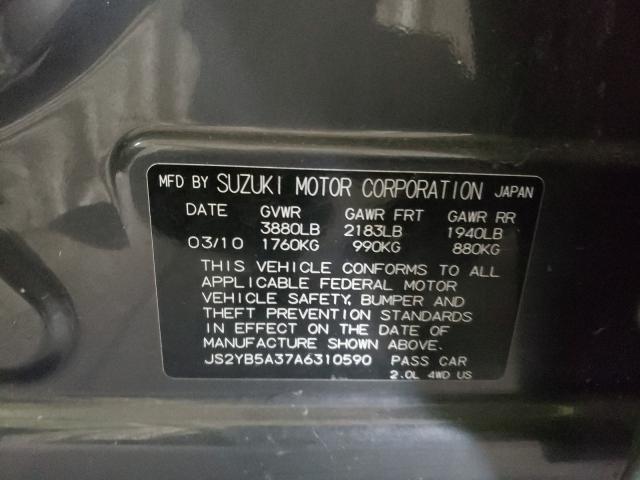 MFD BY SUZUKI MOTOR CORPORATION JAPAN
DATE GVWR GAWR FRT GAWR RR
3880LB 2183LB 1940LB
03/10 1760KG 990KG 880KG
THIS VEHICLE CONFORMS TO ALL
APPLICABLE FEDERAL MOTOR
VEHICLE SAFETY, BUMPER AND
THEFT PREVENTION STANDARDS
IN EFFECT ON THE DATE OF
MANUFACTURE SHOWN ABOVE.
JS2YB5A37A6310590 PASS CAR
2.0L 4WD US